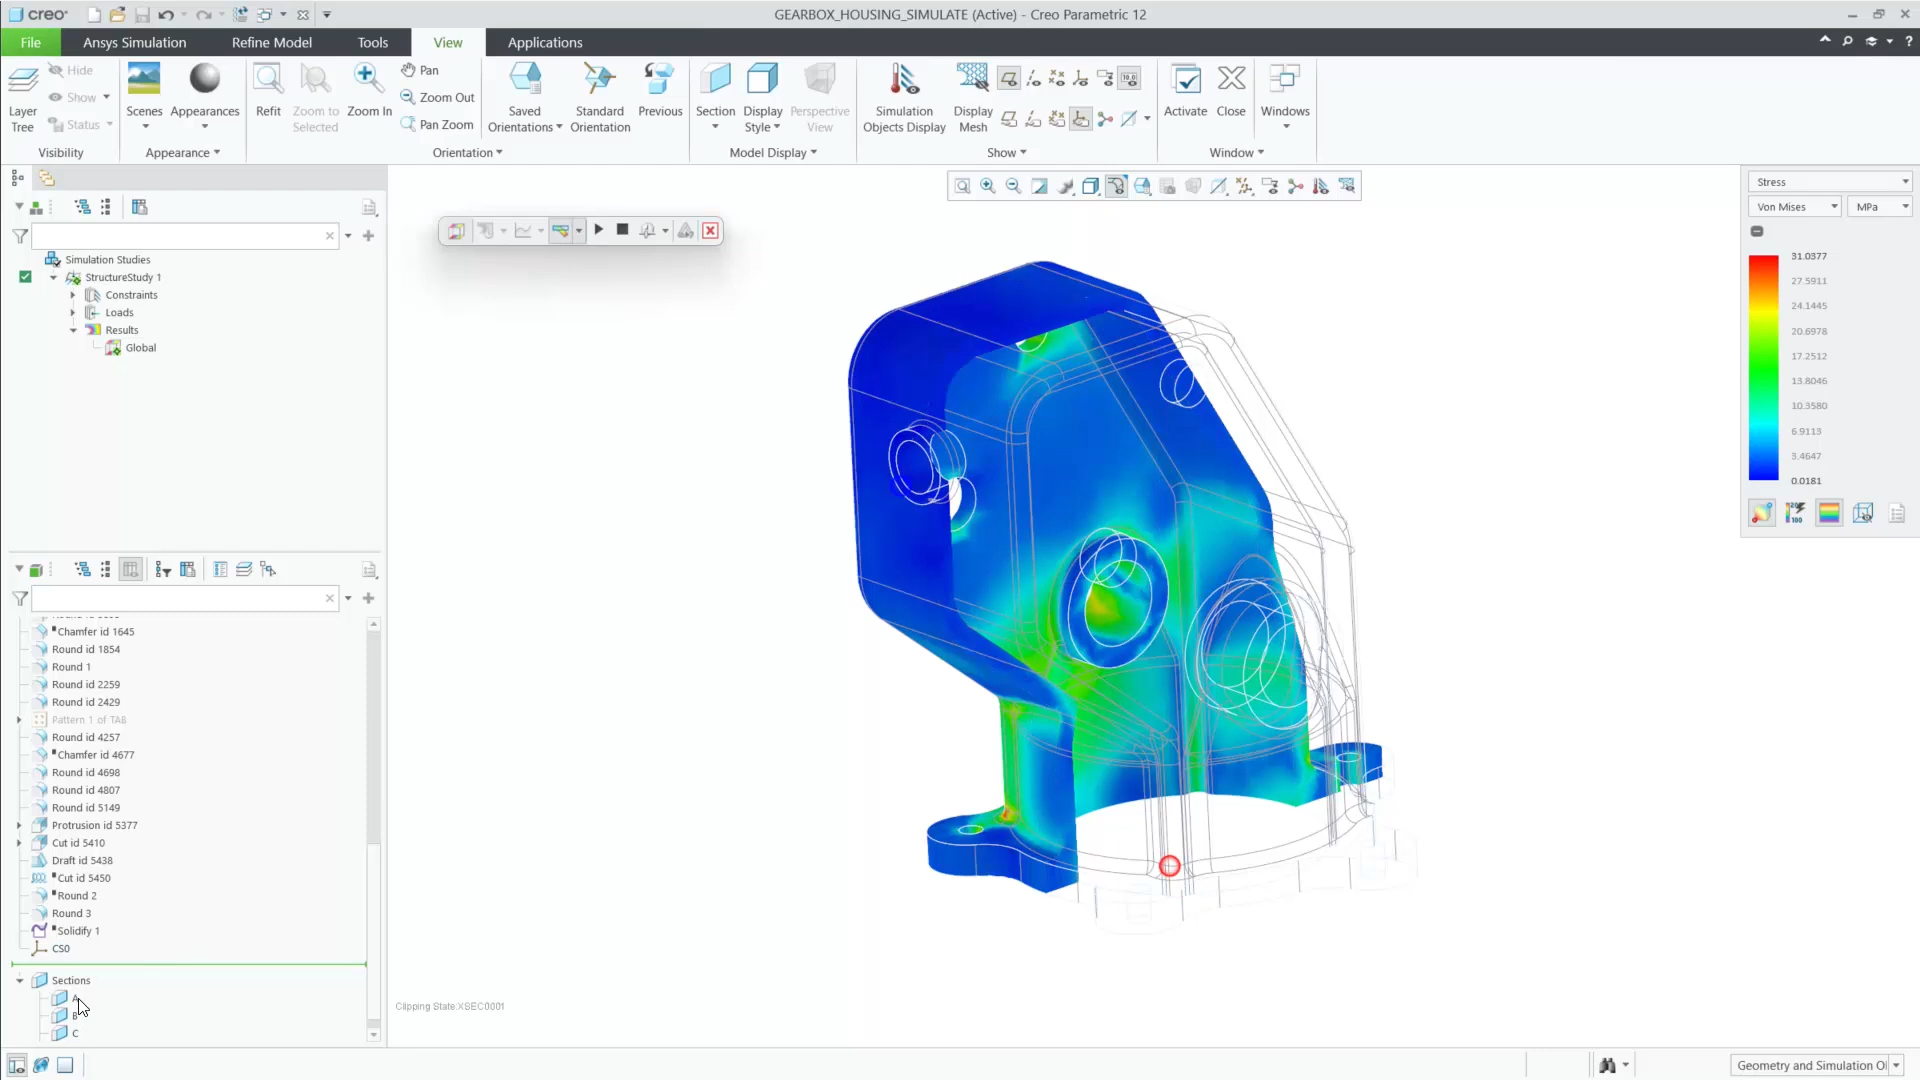 creo
GEARBOX_HOUSING_SIMULATE (Active) - Creo Parametric 12
File
Ansys Simulation
Refine Model
Tools
View
Applications
Layer Tree
Hide
Show
Status
Visibility
Scenes
Appearances
Appearance
Refit
Zoom to Selected
Zoom In
Pan
Zoom Out
Pan Zoom
Saved Orientations
Standard Orientation
Previous
Orientation
Section
Display Style
Perspective View
Model Display
Simulation Objects Display
Display Mesh
Show
Activate
Close
Windows
Window
Simulation Studies
StructureStudy 1
Constraints
Loads
Results
Global
Chamfer id 1645
Round id 1854
Round 1
Round id 2259
Round id 2429
Pattern 1 of TAB
Round id 4257
Chamfer id 4677
Round id 4698
Round id 4807
Round id 5149
Protrusion id 5377
Cut id 5410
Draft id 5438
Cut id 5450
Round 2
Round 3
Solidify 1
CS0
Sections
A
B
C
Clipping State:XSEC0001
Stress
Von Mises
MPa
31.0377
27.5911
24.1445
20.6978
17.2512
13.8046
10.3580
6.9113
3.4647
0.0181
Geometry and Simulation O